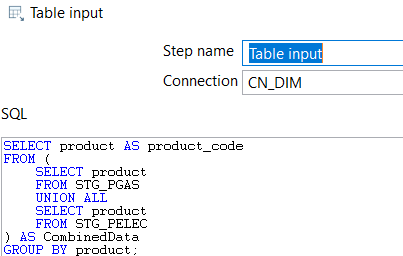 Table input
Step name Table input
Connection CN_DIM
SQL
SELECT product AS product_code
FROM (
    SELECT product
    FROM STG_PGAS
    UNION ALL
    SELECT product
    FROM STG_PELEC
) AS CombinedData
GROUP BY product;